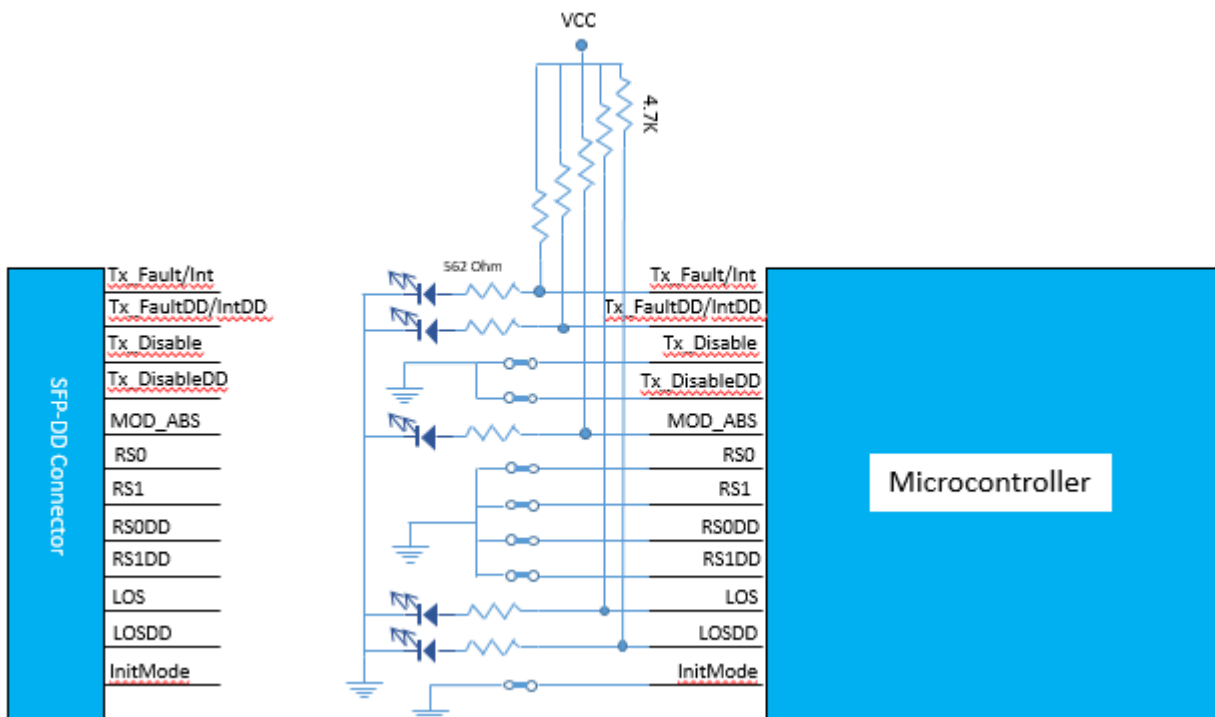 VCC
4.7K
562 Ohm
Tx_Fault/Int
Tx_FaultDD/IntDD
Tx_Disable
Tx_DisableDD
MOD_ABS
RS0
RS1
RS0DD
RS1DD
LOS
LOSDD
InitMode
SFP-DD Connector
Tx_Fault/Int
Tx_FaultDD/IntDD
Tx_Disable
Tx_DisableDD
MOD_ABS
RS0
RS1
RS0DD
RS1DD
LOS
LOSDD
InitMode
Microcontroller